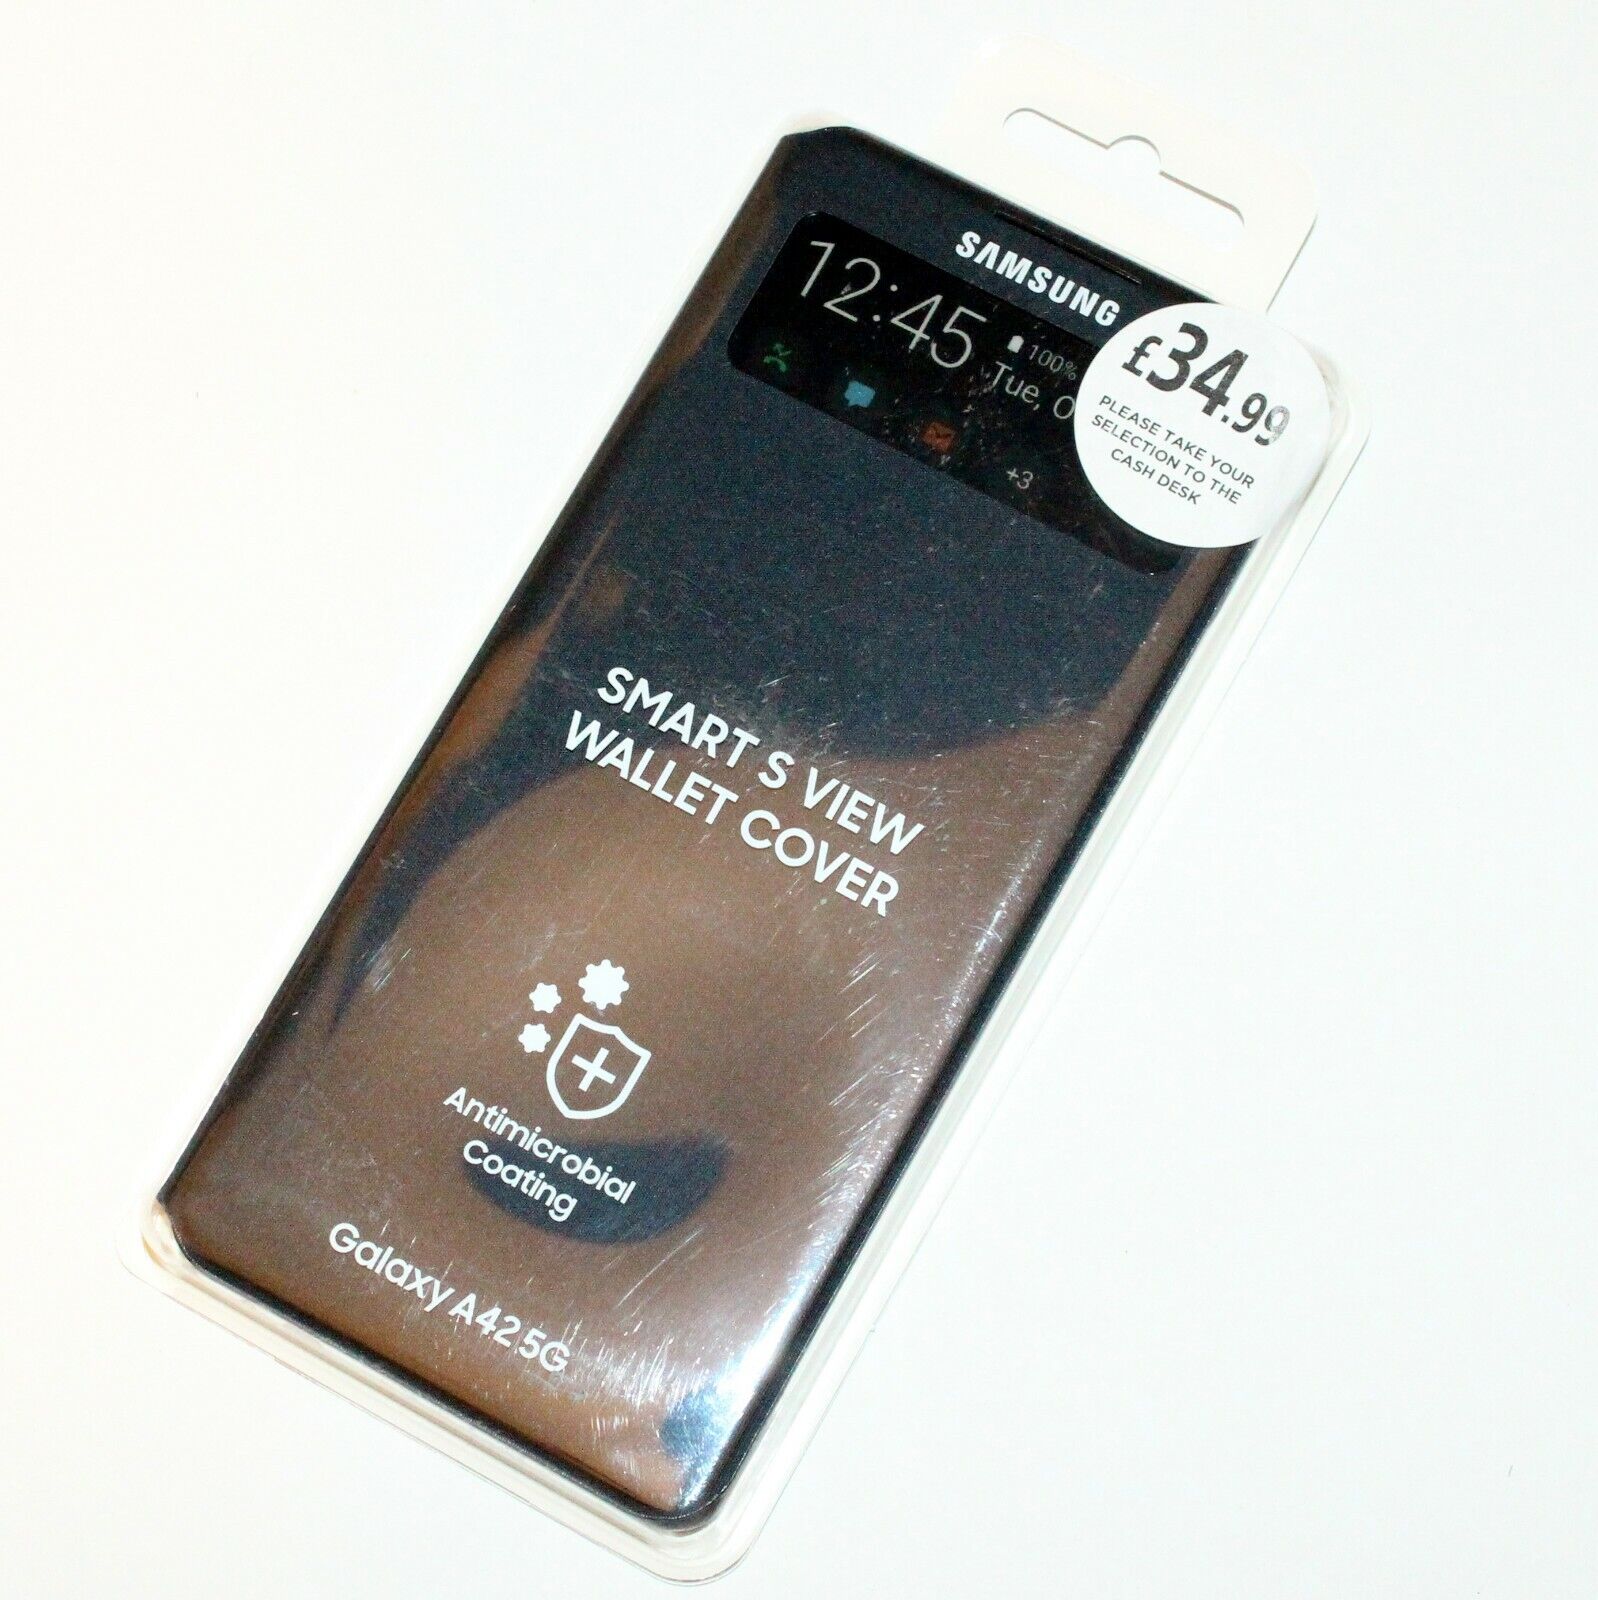 SAMSUNG
12:45
100%
Tue,
+3
£34.99
PLEASE TAKE YOUR
SELECTION TO THE
CASH DESK
SMART S VIEW
WALLET COVER
Antimicrobial
Coating
Galaxy A42 5G